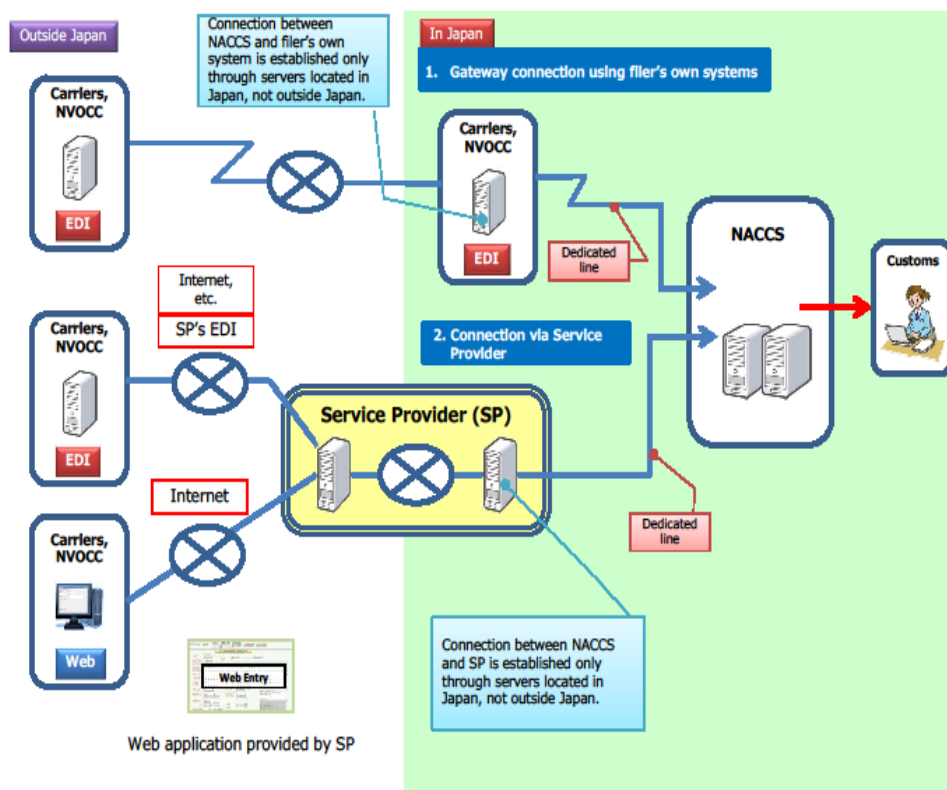 Outside Japan
Connection between
NACCS and filer's own
system is established only
through servers located in
Japan, not outside Japan.
In Japan
1. Gateway connection using filer's own systems
Carriers,
NVOCC
EDI
Carriers,
NVOCC
EDI
Dedicated
line
NACCS
Customs
Internet,
etc.
SP's EDI
Carriers,
NVOCC
EDI
2. Connection via Service
Provider
Service Provider (SP)
Internet
Dedicated
line
Carriers,
NVOCC
Web
Web Entry
Connection between NACCS
and SP is established only
through servers located in
Japan, not outside Japan.
Web application provided by SP